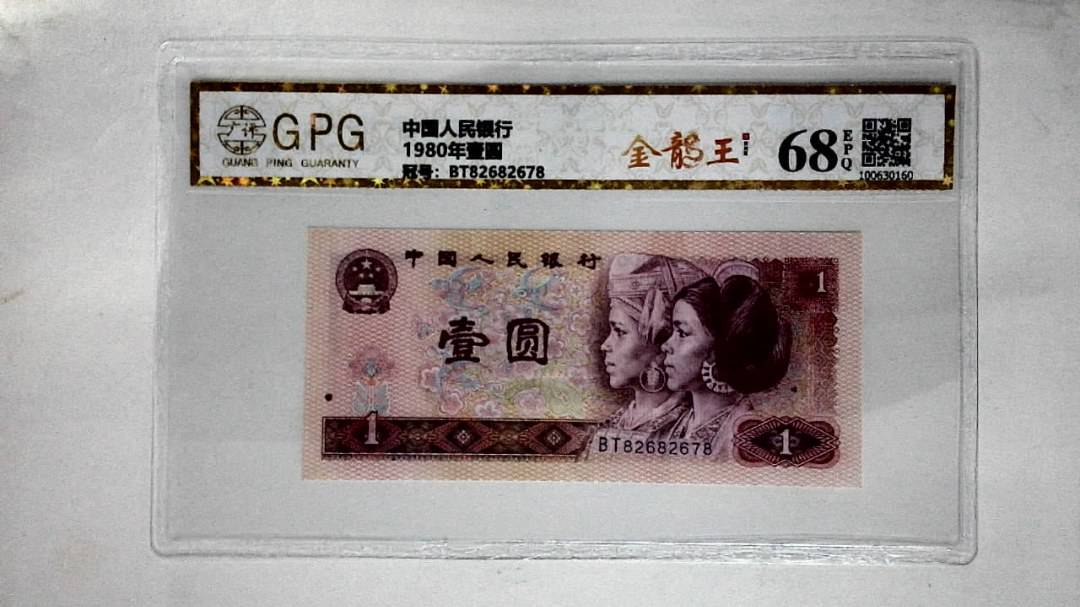 GPG
GUANG PING GUARANTY
中国人民银行
1980年壹圆
冠号：BT82682678
金龍王
68
EPQ
100630160
中国人民银行
1
壹圆
1
BT82682678
1